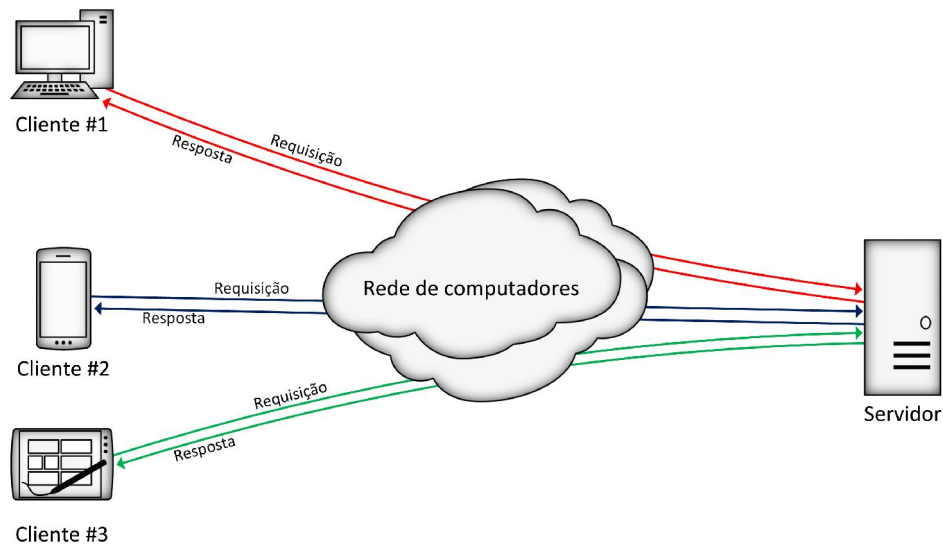 Cliente #1
Requisição
Resposta
Rede de computadores
Requisição
Resposta
Cliente #2
Requisição
Resposta
Servidor
Cliente #3